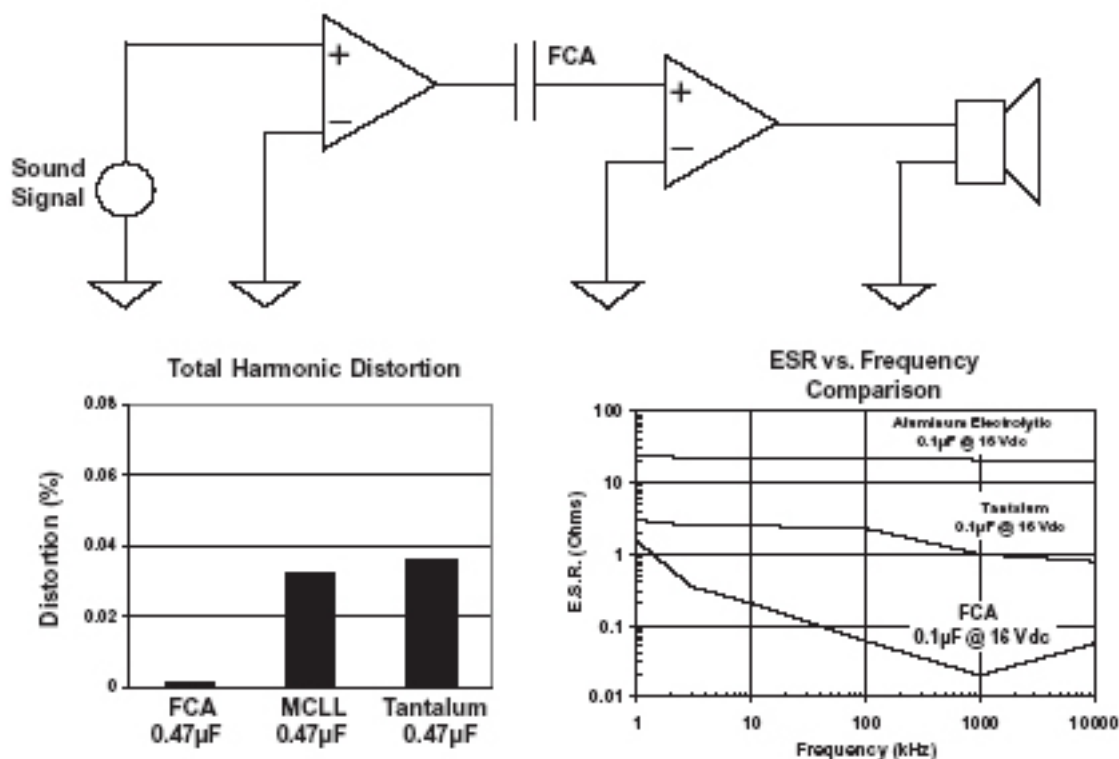 FCA
+
−
+
−
Sound
Signal
Total Harmonic Distortion
0.08
0.06
0.04
0.02
0
Distortion (%)
FCA
0.47µF
MCLL
0.47µF
Tantalum
0.47µF
ESR vs. Frequency
Comparison
100
10
1
0.1
0.01
E.S.R. (Ohms)
Aluminum Electrolytic
0.1µF @ 16 Vdc
Tantalum
0.1µF @ 16 Vdc
FCA
0.1µF @ 16 Vdc
1
10
100
1000
10000
Frequency (kHz)